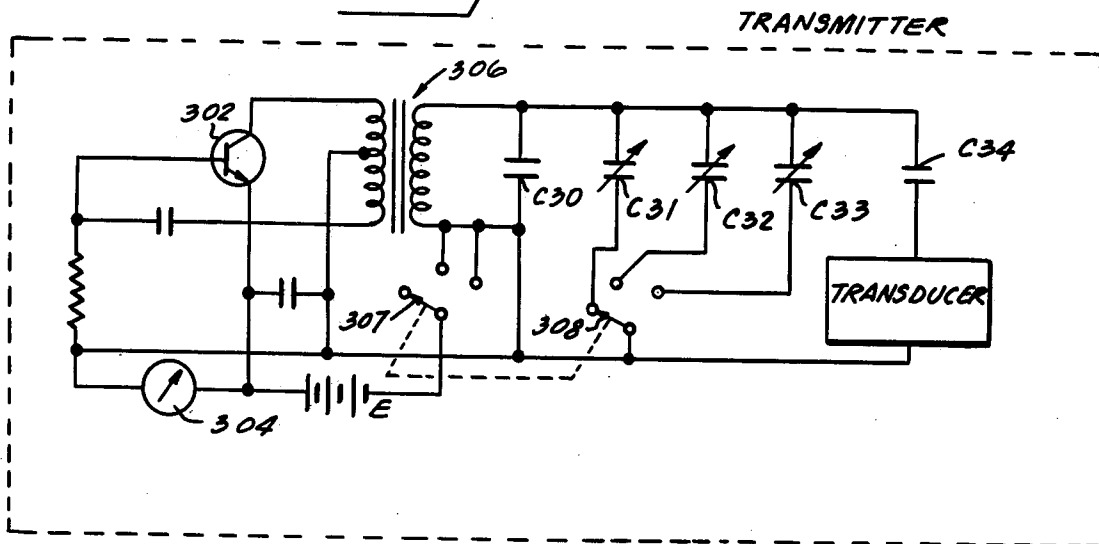 TRANSMITTER
306
302
C34
C30
C31
C32
C33
TRANSDUCER
307
308
E
304